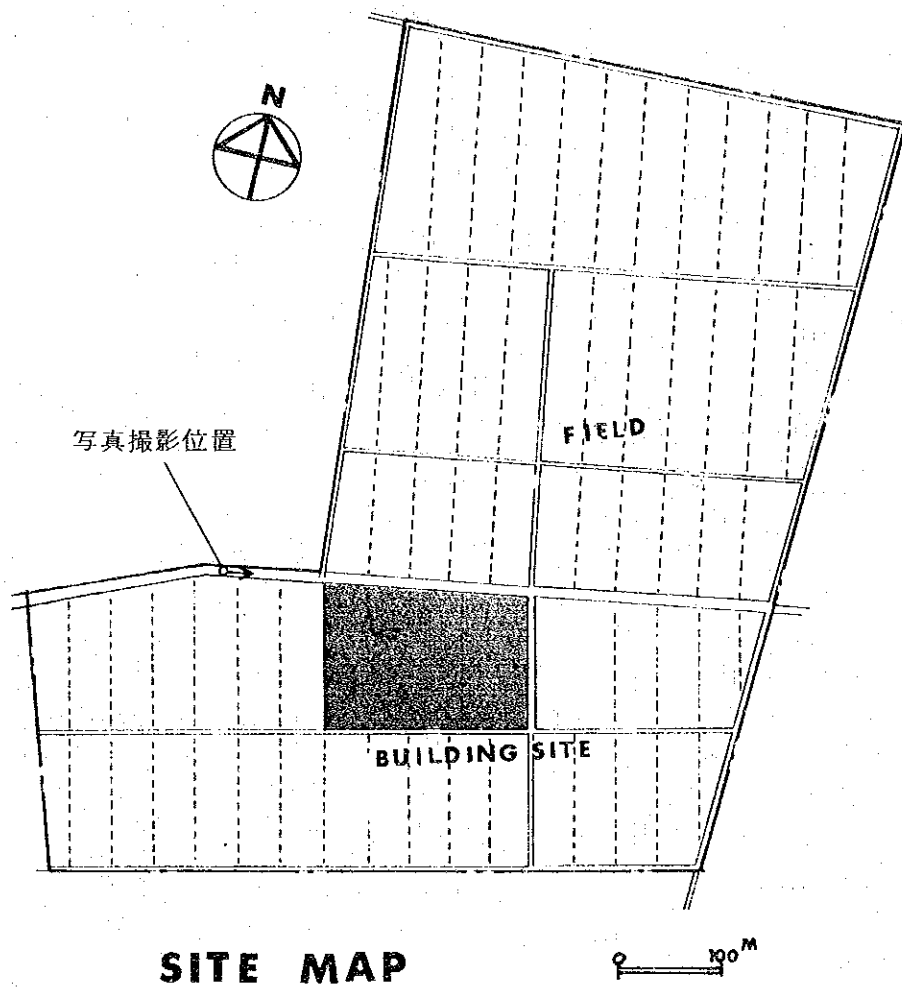 N
FIELD
写真撮影位置
BUILDING SITE
SITE MAP
0 100M